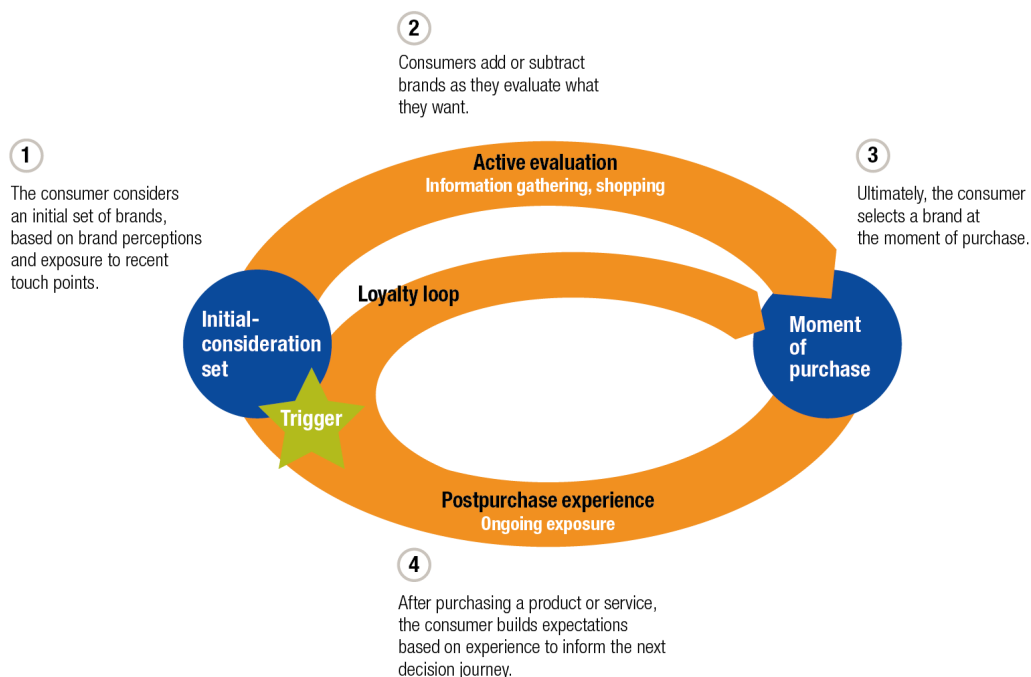 2
Consumers add or subtract
brands as they evaluate what
they want.
1
The consumer considers
an initial set of brands,
based on brand perceptions
and exposure to recent
touch points.
3
Ultimately, the consumer
selects a brand at
the moment of purchase.
Active evaluation
Information gathering, shopping
Loyalty loop
Initial-
consideration
set
Trigger
Moment
of
purchase
Postpurchase experience
Ongoing exposure
4
After purchasing a product or service,
the consumer builds expectations
based on experience to inform the next
decision journey.